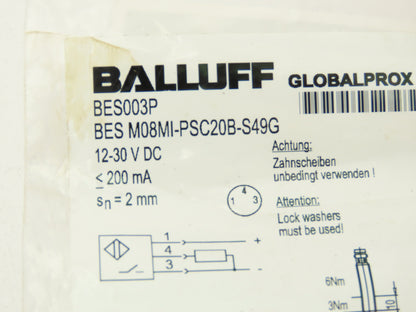 BALLUFF GLOBALPROX
BES003P
BES M08MI-PSC20B-S49G
12-30 V DC
≤ 200 mA
sn = 2 mm
Achtung:
Zahnscheiben
unbedingt verwenden !
4
1 3
Attention:
Lock washers
must be used!
1 +
4
3 -
6Nm
3Nm
10